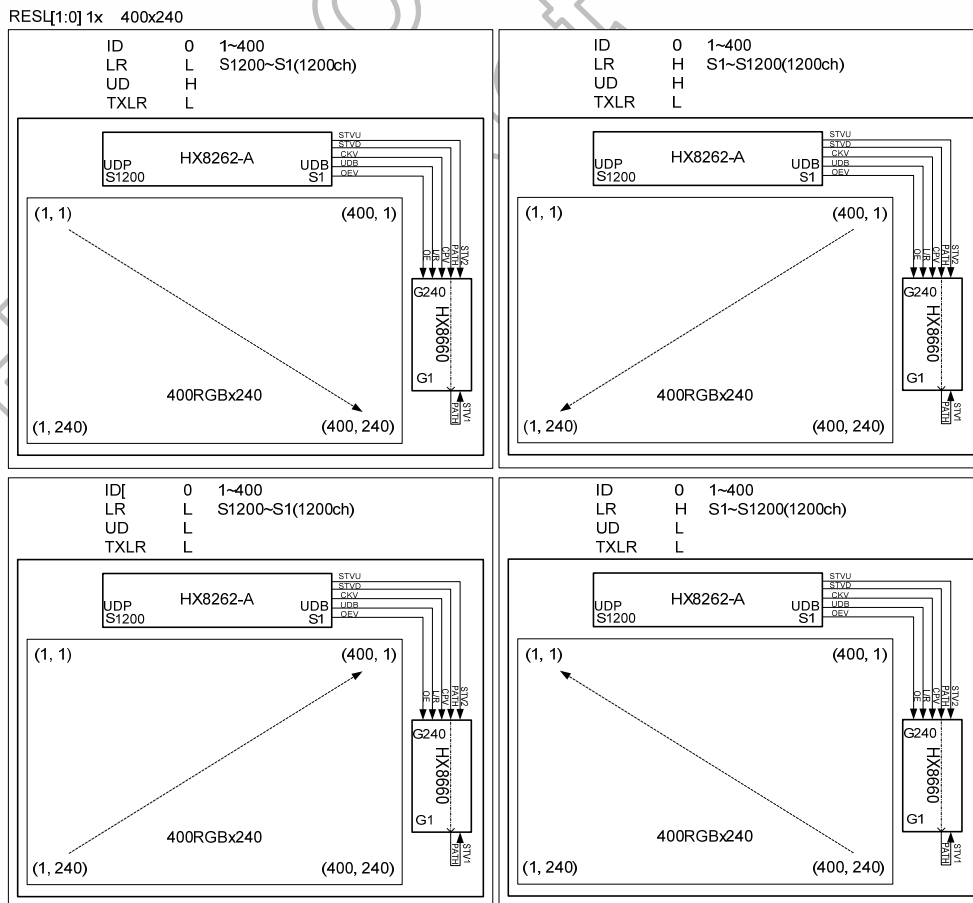 RESL[1:0] 1x 400x240
ID 0 1~400
LR L S1200~S1(1200ch)
UD H
TXLR L
STVU
STVD
CKV
UDB
OEV
HX8262-A
UDP
S1200
UDB
S1
(1, 1)
(400, 1)
OE
L/R
CPV
PATH
STV2
G240
HX8660
G1
400RGBx240
(1, 240)
(400, 240)
PATH
STV1
ID 0 1~400
LR H S1~S1200(1200ch)
UD H
TXLR L
STVU
STVD
CKV
UDB
OEV
HX8262-A
UDP
S1200
UDB
S1
(1, 1)
(400, 1)
OE
L/R
CPV
PATH
STV2
G240
HX8660
G1
400RGBx240
(1, 240)
(400, 240)
PATH
STV1
ID[ 0 1~400
LR L S1200~S1(1200ch)
UD L
TXLR L
STVU
STVD
CKV
UDB
OEV
HX8262-A
UDP
S1200
UDB
S1
(1, 1)
(400, 1)
OE
L/R
CPV
PATH
STV2
G240
HX8660
G1
400RGBx240
(1, 240)
(400, 240)
PATH
STV1
ID 0 1~400
LR H S1~S1200(1200ch)
UD L
TXLR L
STVU
STVD
CKV
UDB
OEV
HX8262-A
UDP
S1200
UDB
S1
(1, 1)
(400, 1)
OE
L/R
CPV
PATH
STV2
G240
HX8660
G1
400RGBx240
(1, 240)
(400, 240)
PATH
STV1